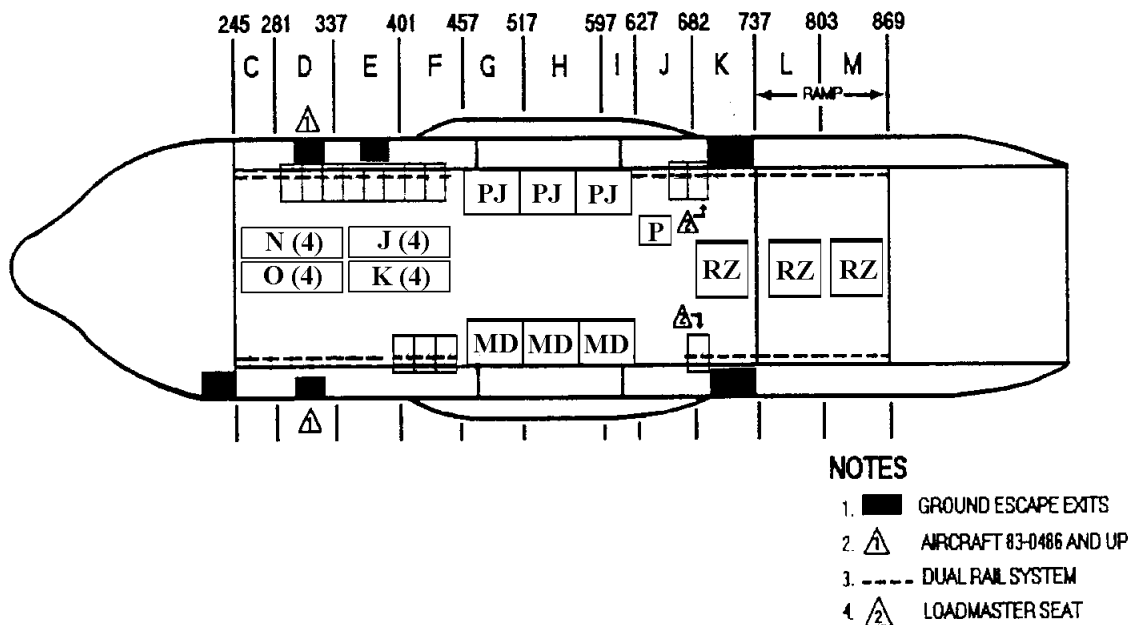 245 281 337 401 457 517 597 627 682 737 803 869
C D E F G H I J K L M
RAMP
1
PJ PJ PJ
2
P
N (4) J (4)
O (4) K (4)
RZ RZ RZ
2
MD MD MD
1
NOTES
1. GROUND ESCAPE EXITS
2. 1 AIRCRAFT 83-0486 AND UP
3. DUAL RAIL SYSTEM
4. 2 LOADMASTER SEAT